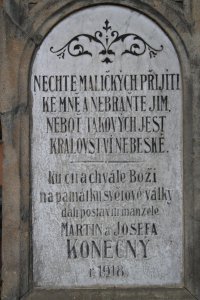 NECHTE MALIČKÝCH PŘIJÍTI
KE MNĚ A NEBRAŇTE JIM,
NEBOŤ TAKOVÝCH JEST
KRALOVSTVÍ NEBESKÉ.
Ku cti a chvále Boží
na památku světové války
dali postaviti manželé
MARTIN a JOSEFA
KONEČNÝ
r. 1918.